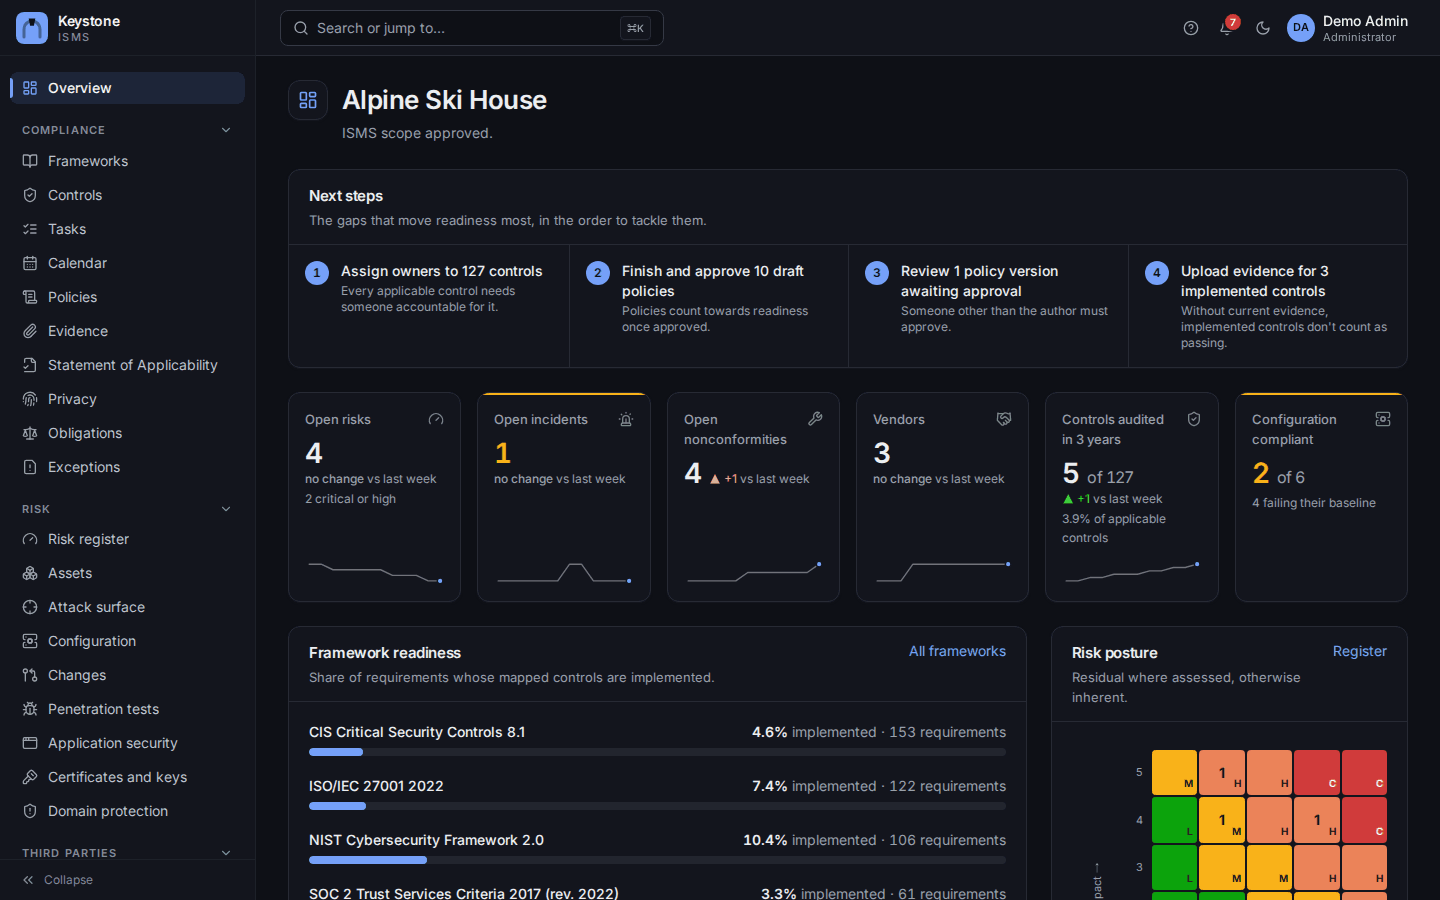 Keystone
ISMS
Search or jump to...
⌘K
7
DA
Demo Admin
Administrator
Overview
COMPLIANCE
Frameworks
Controls
Tasks
Calendar
Policies
Evidence
Statement of Applicability
Privacy
Obligations
Exceptions
RISK
Risk register
Assets
Attack surface
Configuration
Changes
Penetration tests
Application security
Certificates and keys
Domain protection
THIRD PARTIES
Collapse
Alpine Ski House
ISMS scope approved.
Next steps
The gaps that move readiness most, in the order to tackle them.
1
Assign owners to 127 controls
Every applicable control needs
someone accountable for it.
2
Finish and approve 10 draft
policies
Policies count towards readiness
once approved.
3
Review 1 policy version
awaiting approval
Someone other than the author must
approve.
4
Upload evidence for 3
implemented controls
Without current evidence,
implemented controls don't count as
passing.
Open risks
4
no change vs last week
2 critical or high
Open incidents
1
no change vs last week
Open
nonconformities
4 ▲ +1 vs last week
Vendors
3
no change vs last week
Controls audited
in 3 years
5 of 127
▲ +1 vs last week
3.9% of applicable
controls
Configuration
compliant
2 of 6
4 failing their baseline
Framework readiness
All frameworks
Share of requirements whose mapped controls are implemented.
CIS Critical Security Controls 8.1
4.6% implemented · 153 requirements
ISO/IEC 27001 2022
7.4% implemented · 122 requirements
NIST Cybersecurity Framework 2.0
10.4% implemented · 106 requirements
SOC 2 Trust Services Criteria 2017 (rev. 2022)
3.3% implemented · 61 requirements
Risk posture
Register
Residual where assessed, otherwise
inherent.
5 M 1 H H C C
4 L 1 M H 1 H C
3 L M M H H
pact →